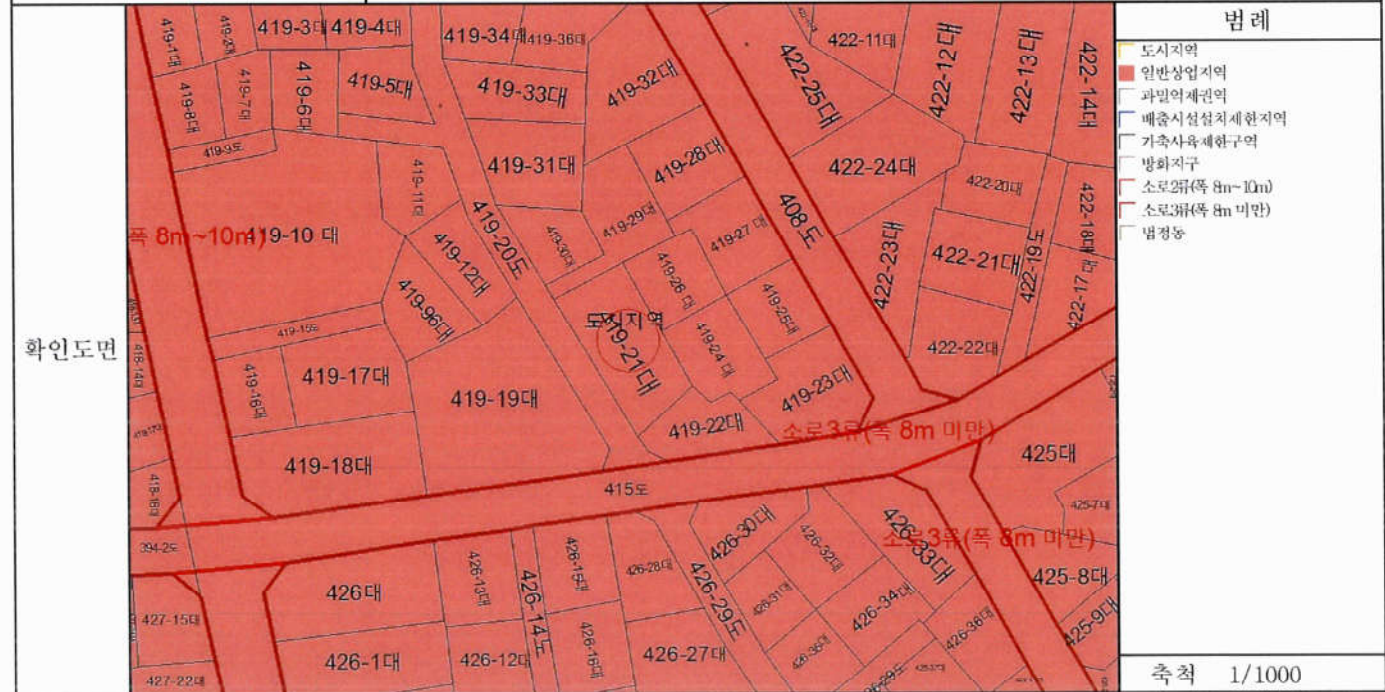 범례
도시지역
일반상업지역
과밀억제권역
배출시설설치제한지역
가축사육제한구역
방화지구
소로2류(폭 8m~10m)
소로3류(폭 8m 미만)
냉정동
확인도면
축척 1/1000
419-1대
419-2대
419-3대
419-4대
419-34대
419-36대
422-11대
422-12대
422-13대
422-14대
419-8대
419-7대
419-6대
419-5대
419-33대
419-32대
422-25대
419-9도
419-31대
419-28대
422-24대
422-20대
422-18대
419-11대
419-20도
419-30대
419-29대
419-27 대
408도
폭 8m~10m)
419-10 대
419-12대
419-96대
419-26 대
419-25대
422-23대
422-21대
422-19도
422-17 대
419-15도
도시지역
419-21대
419-24 대
422-22대
418-14대
419-16대
419-17대
419-19대
419-22대
419-23대
소로3류(폭 8m 미만)
425대
419-18대
418-16대
415도
425-7대
394-2도
426-30대
426-32대
426-33대
소로3류(폭 8m 미만)
426대
426-13대
426-14도
426-15대
426-28대
426-29도
426-31대
426-34대
425-8대
427-15대
425-9대
426-1대
426-12대
426-16대
426-27대
426-35대
426-36대
427-22대